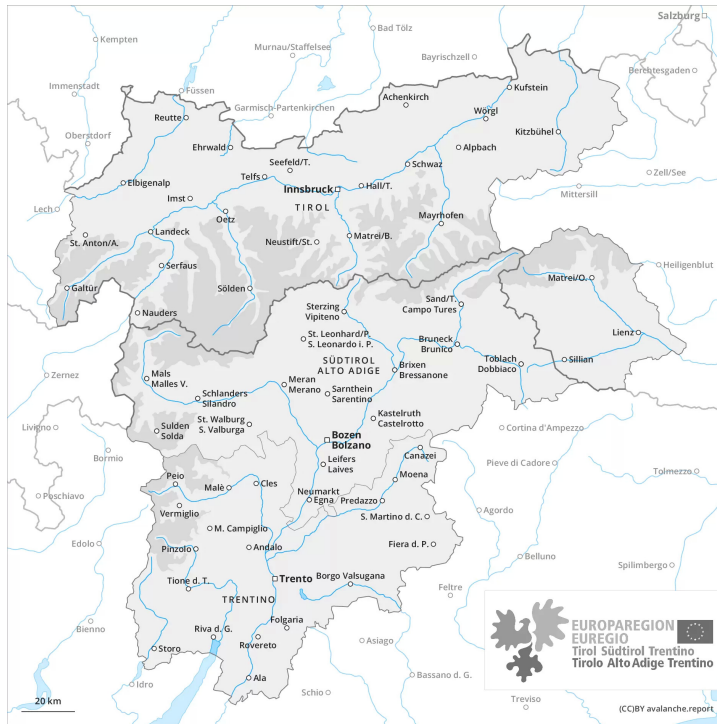 Salzburg
Bad Tölz
Kempten
Murnau/Staffelsee
Bayrischzell
Berchtesgaden
Immenstadt
Füssen
Kufstein
Achenkirch
Garmisch-Partenkirchen
Reutte
Wörgl
Oberstdorf
Kitzbühel
Ehrwald
Alpbach
Seefeld/T.
Schwaz
Zell/See
Telfs
Elbigenalp
Innsbruck
Hall/T.
Mittersill
Imst
TIROL
Lech
Oetz
Mayrhofen
St. Anton/A.
Landeck
Neustift/St.
Matrei/B.
Serfaus
Heiligenblut
Matrei/O.
Galtür
Sölden
Sand/T.
Campo Tures
Nauders
Sterzing
Vipiteno
Lienz
St. Leonhard/P.
S. Leonardo i. P.
Bruneck
Brunico
SÜDTIROL
ALTO ADIGE
Toblach
Dobbiaco
Sillian
Brixen
Bressanone
Zernez
Mals
Malles V.
Meran
Merano
Sarnthein
Sarentino
Schlanders
Silandro
St. Walburg
S. Valburga
Kastelruth
Castelrotto
Livigno
Sulden
Solda
Bozen
Bolzano
Cortina d'Ampezzo
Bormio
Canazei
Leifers
Laives
Pieve di Cadore
Tolmezzo
Peio
Moena
Malè
Cles
Poschiavo
Neumarkt
Egna
Predazzo
Vermiglio
Agordo
S. Martino d. C.
M. Campiglio
Edolo
Pinzolo
Andalo
Fiera d. P.
Belluno
Spilimbergo
Trento
Borgo Valsugana
Tione d. T.
Feltre
TRENTINO
Folgaria
Bienno
Riva d. G.
Rovereto
Asiago
Storo
EUROPAREGION
EUREGIO
Tirol Südtirol Trentino
Tirolo Alto Adige Trentino
Ala
Bassano d. G.
Idro
Schio
Treviso
20 km
(CC)BY avalanche.report